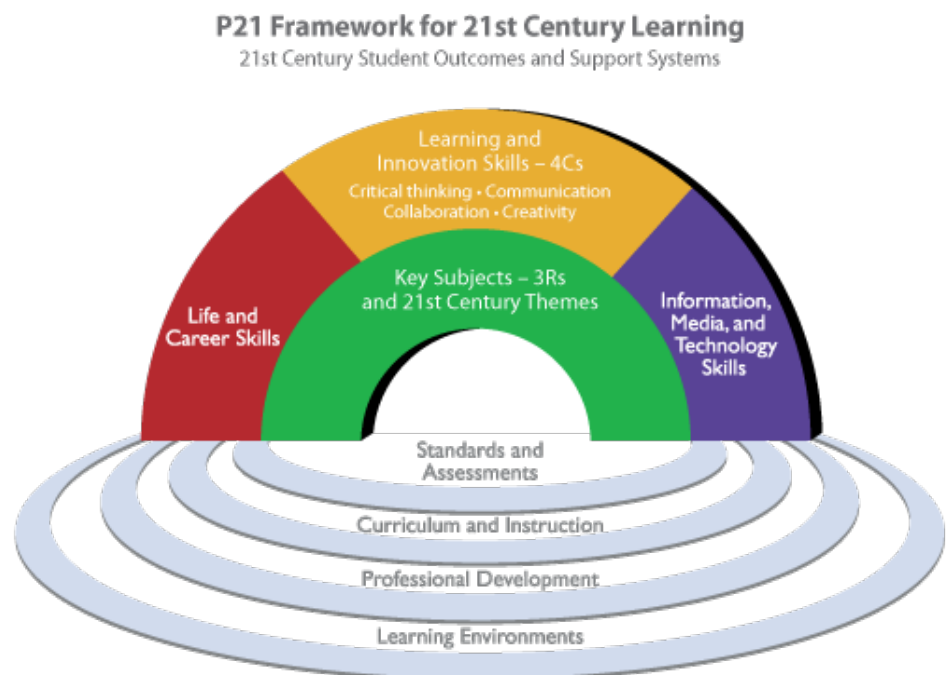 P21 Framework for 21st Century Learning
21st Century Student Outcomes and Support Systems
Learning and
Innovation Skills – 4Cs
Critical thinking • Communication
Collaboration • Creativity
Key Subjects – 3Rs
and 21st Century Themes
Life and
Career Skills
Information,
Media, and
Technology
Skills
Standards and
Assessments
Curriculum and Instruction
Professional Development
Learning Environments